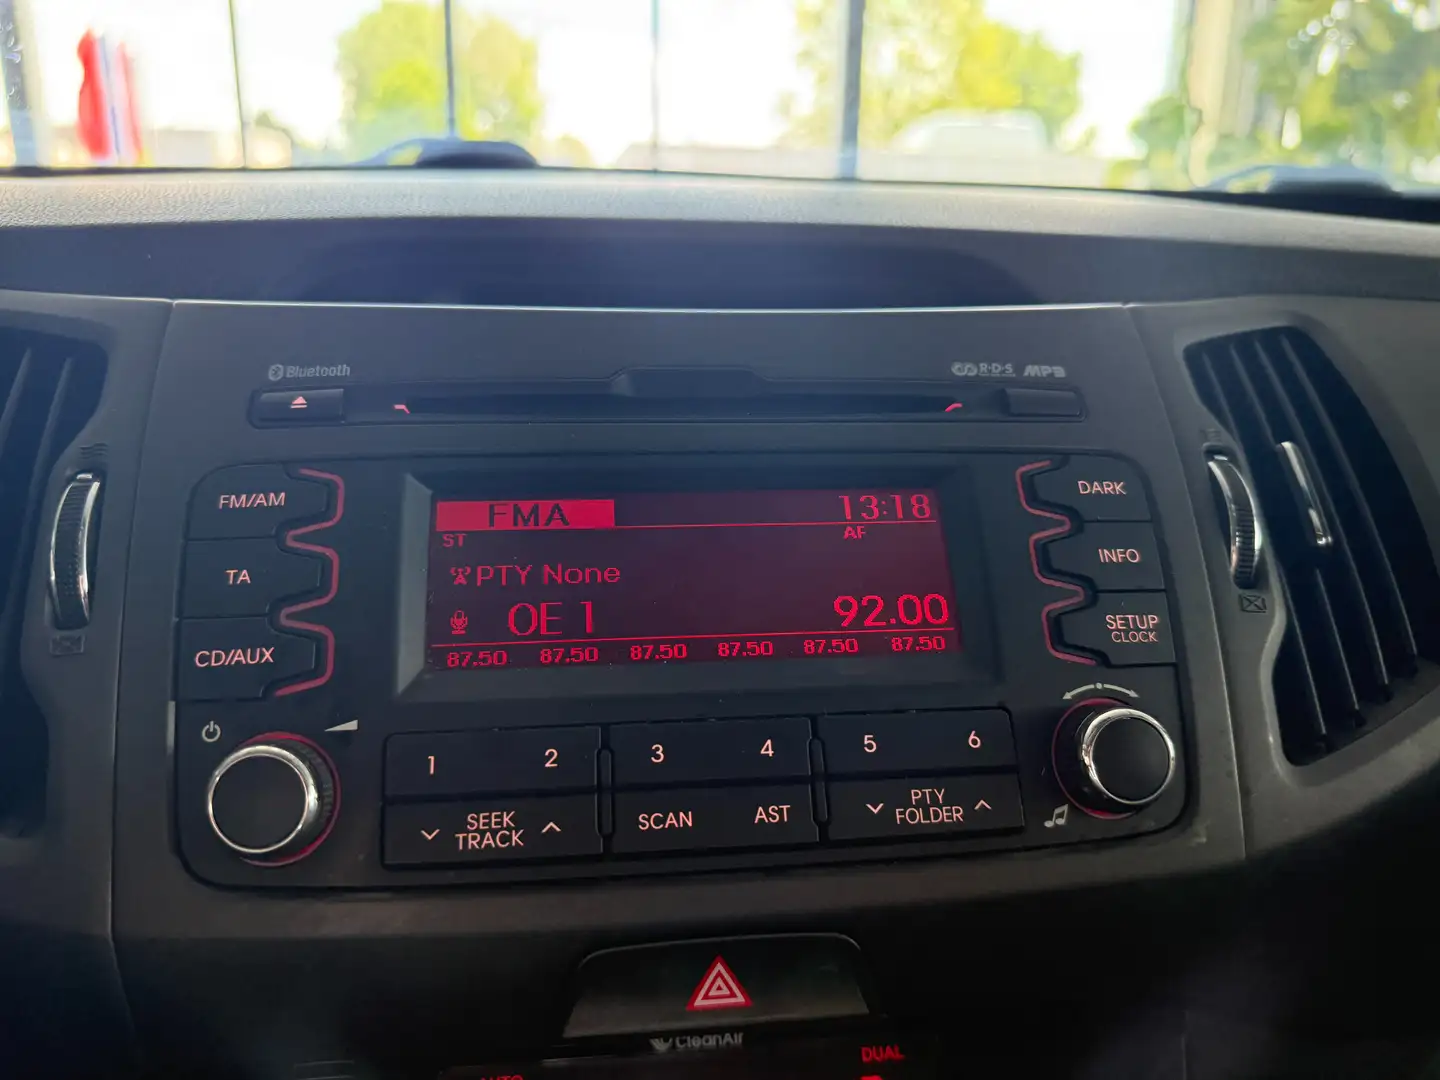 Bluetooth
R·D·S MP3
FM/AM
TA
CD/AUX
FMA 13:18
ST AF
PTY None
OE 1 92.00
87.50 87.50 87.50 87.50 87.50 87.50
DARK
INFO
SETUP
CLOCK
1 2 3 4 5 6
SEEK
TRACK
SCAN AST
PTY
FOLDER
CleanAir
DUAL
AUTO